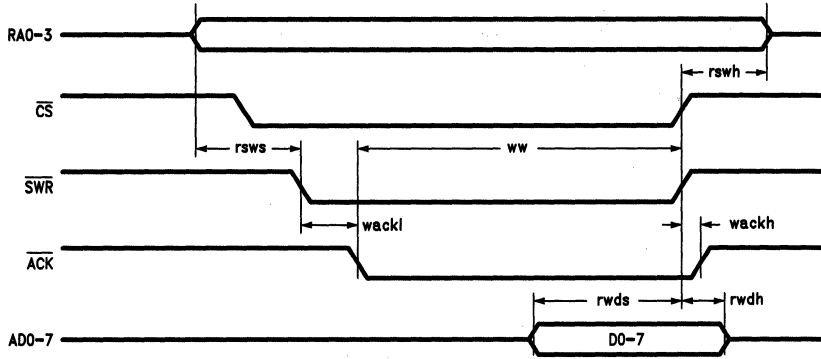 RA0-3
rswh
CS
rsws
ww
SWR
wackl
wackh
ACK
rwds
rwdh
AD0-7
D0-7